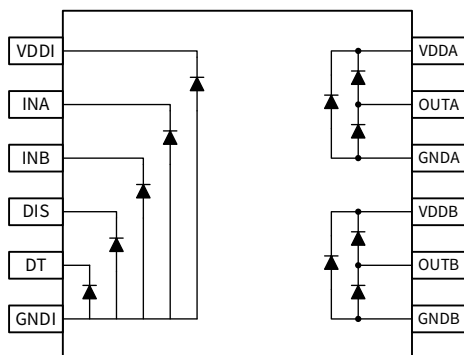 VDDI
INA
INB
DIS
DT
GNDI
VDDA
OUTA
GNDA
VDDB
OUTB
GNDB